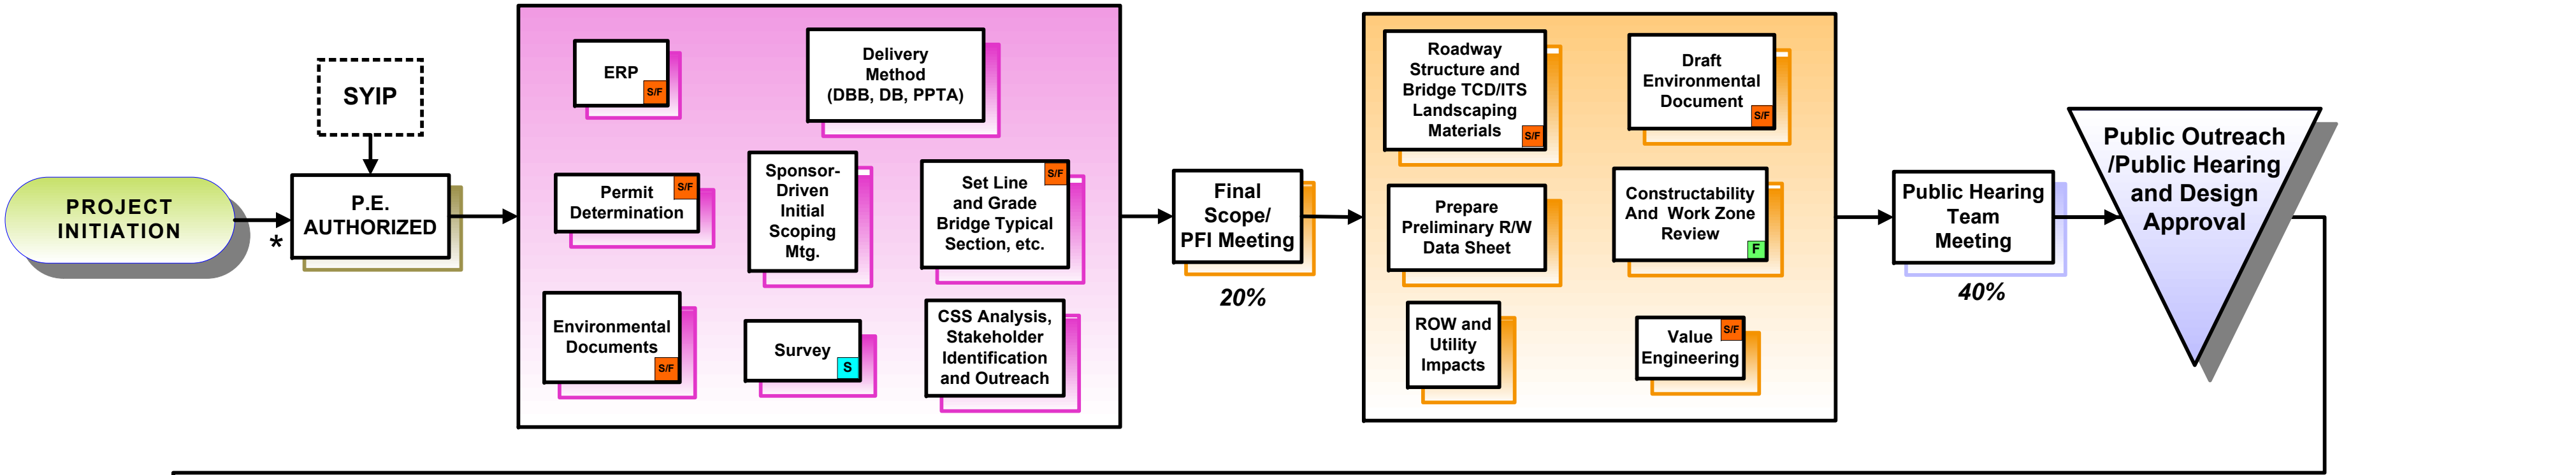 PROJECT
INITIATION
*
SYIP
P.E.
AUTHORIZED
ERP
S/F
Delivery
Method
(DBB, DB, PPTA)
Permit
Determination
S/F
Sponsor-
Driven
Initial
Scoping
Mtg.
Set Line
and Grade
Bridge Typical
Section, etc.
S/F
Environmental
Documents
S/F
Survey
S
CSS Analysis,
Stakeholder
Identification
and Outreach
Final
Scope/
PFI Meeting
20%
Roadway
Structure and
Bridge TCD/ITS
Landscaping
Materials
S/F
Draft
Environmental
Document
S/F
Prepare
Preliminary R/W
Data Sheet
Constructability
And Work Zone
Review
F
ROW and
Utility
Impacts
Value
Engineering
S/F
Public Hearing
Team
Meeting
40%
Public Outreach
/Public Hearing
and Design
Approval